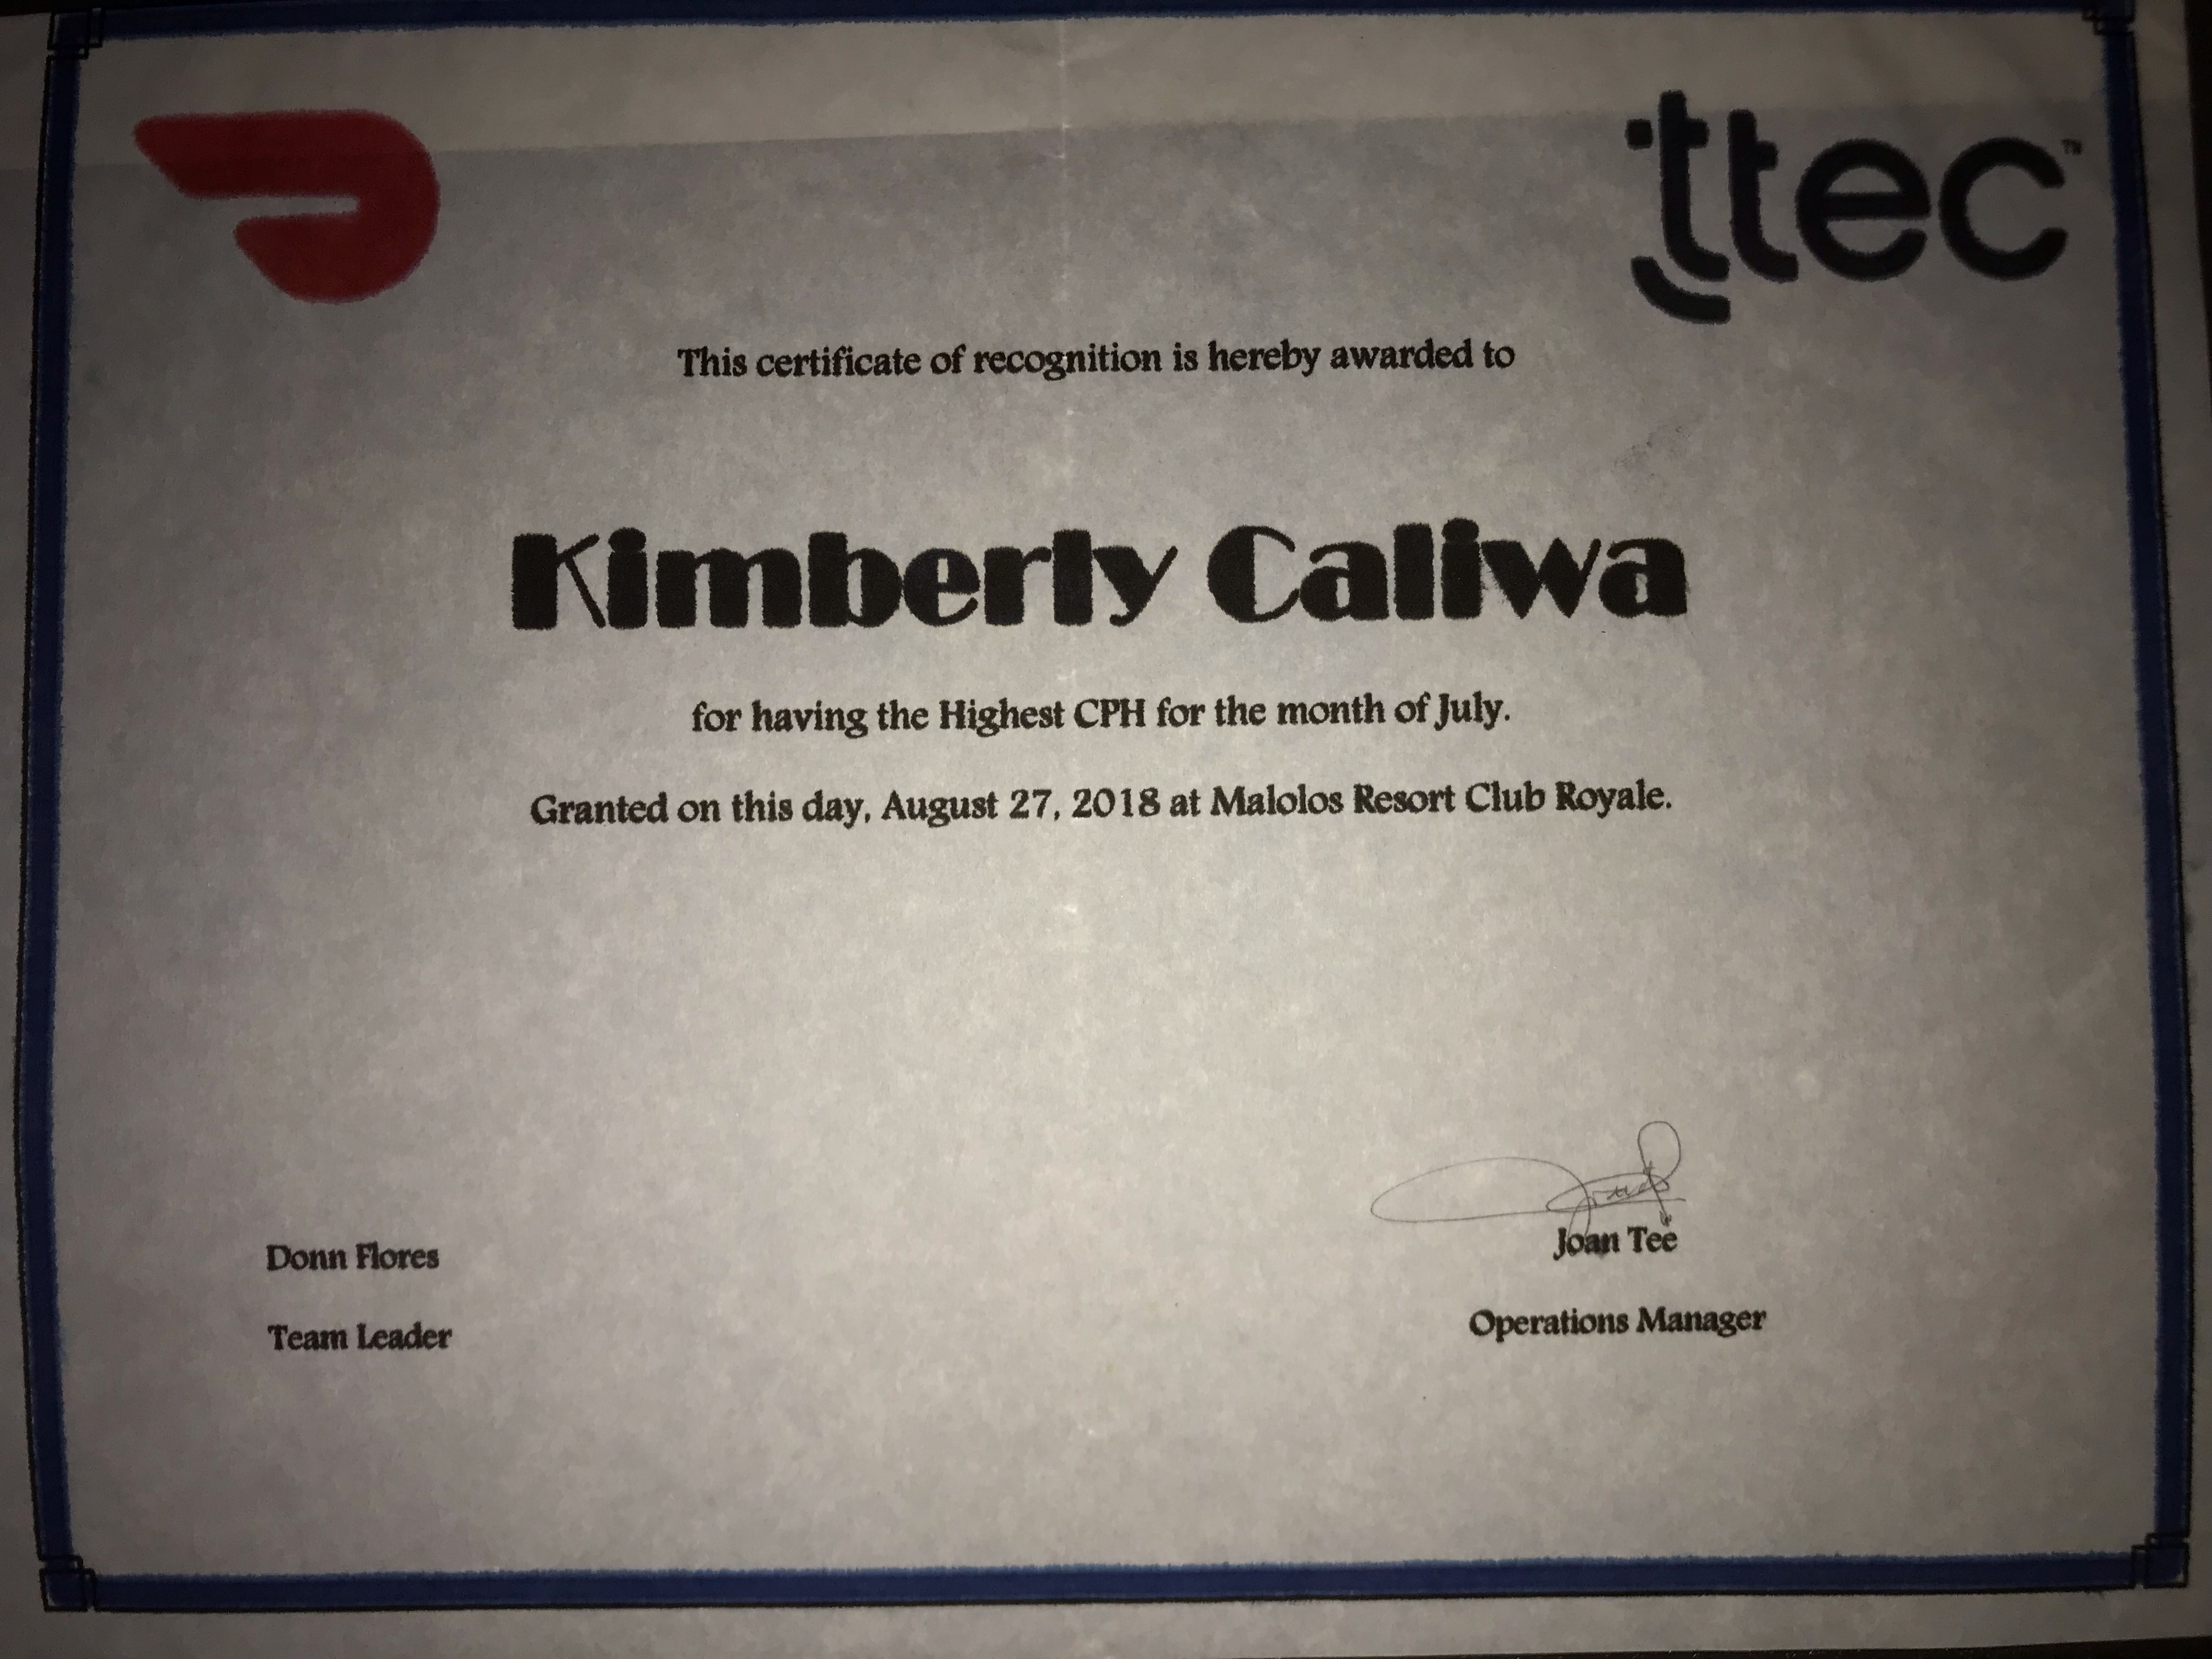 ttec™
This certificate of recognition is hereby awarded to
Kimberly Caliwa
for having the Highest CPH for the month of July.
Granted on this day, August 27, 2018 at Malolos Resort Club Royale.
Donn Flores
Team Leader
Joan Tee
Operations Manager